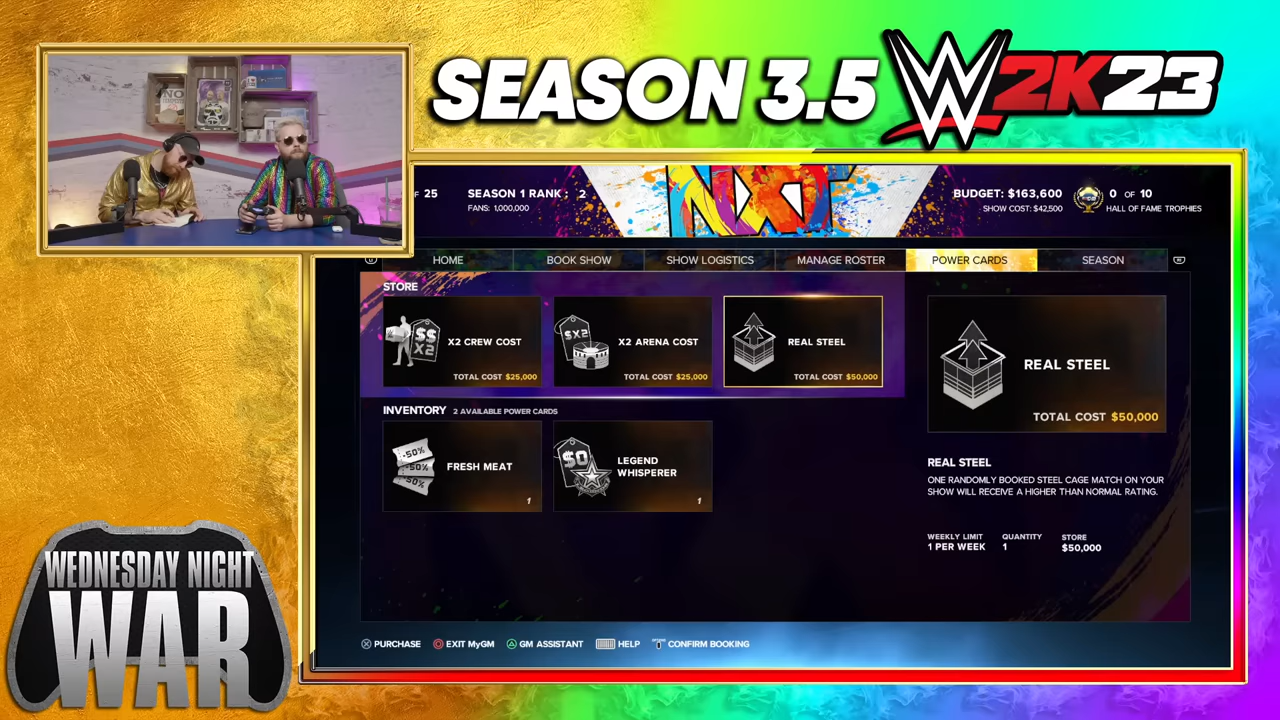 SEASON 3.5 W 2K23
F 25
SEASON 1 RANK : 2
FANS: 1,000,000
NXT
BUDGET: $163,600
SHOW COST: $42,500
0 OF 10
HALL OF FAME TROPHIES
HOME
BOOK SHOW
SHOW LOGISTICS
MANAGE ROSTER
POWER CARDS
SEASON
STORE
$$
X2
X2 CREW COST
TOTAL COST $25,000
$X2
X2 ARENA COST
TOTAL COST $25,000
REAL STEEL
TOTAL COST $50,000
INVENTORY 2 AVAILABLE POWER CARDS
-50%
-50%
50%
FRESH MEAT
1
$0
LEGEND
WHISPERER
1
REAL STEEL
TOTAL COST $50,000
REAL STEEL
ONE RANDOMLY BOOKED STEEL CAGE MATCH ON YOUR
SHOW WILL RECEIVE A HIGHER THAN NORMAL RATING.
WEEKLY LIMIT
1 PER WEEK
QUANTITY
1
STORE
$50,000
PURCHASE
EXIT MyGM
GM ASSISTANT
HELP
CONFIRM BOOKING
WEDNESDAY NIGHT
WAR